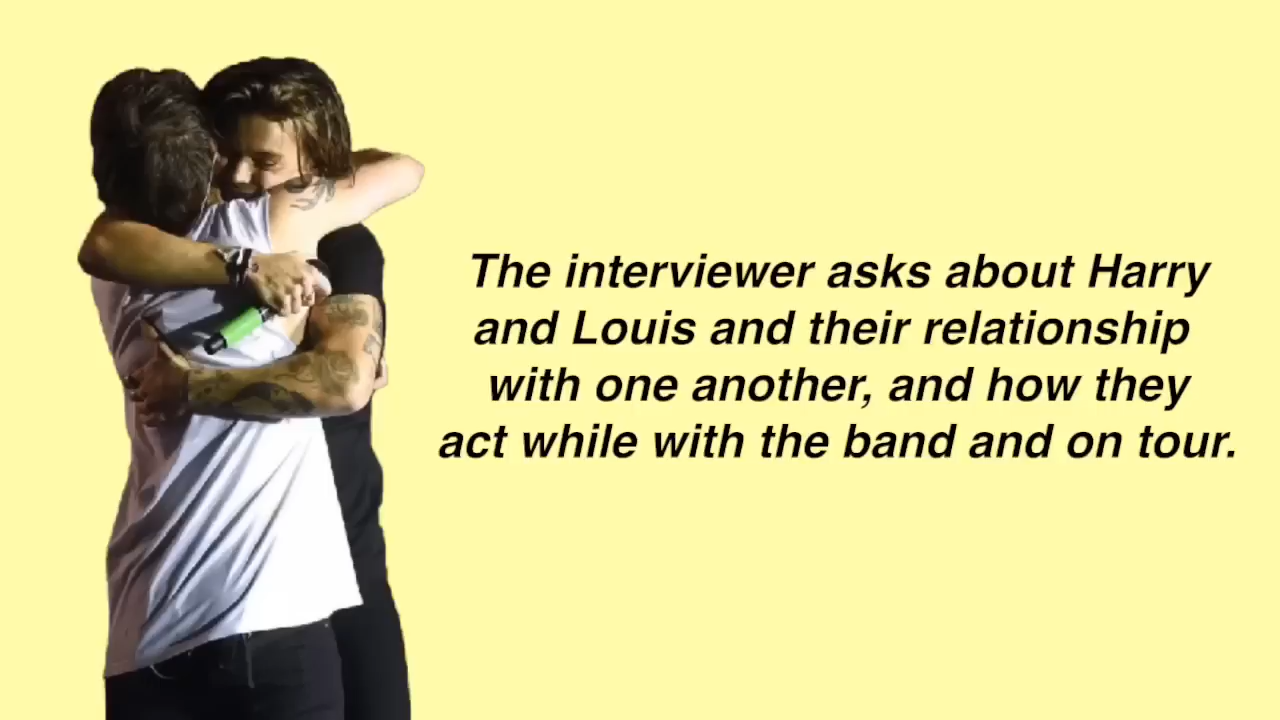 The interviewer asks about Harry
and Louis and their relationship
with one another, and how they
act while with the band and on tour.